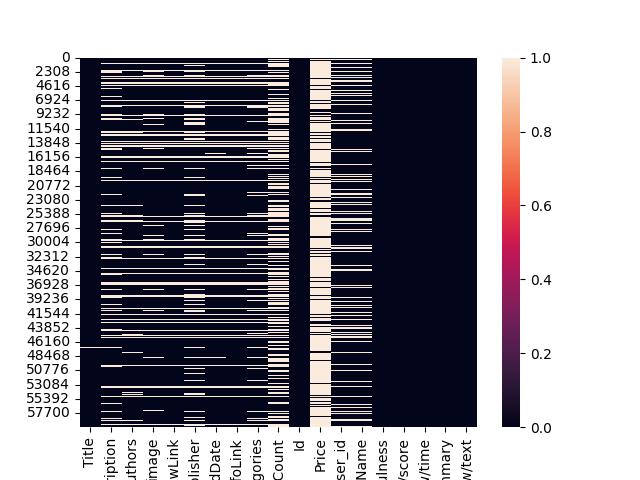 0
2308
4616
6924
9232
11540
13848
16156
18464
20772
23080
25388
27696
30004
32312
34620
36928
39236
41544
43852
46160
48468
50776
53084
55392
57700
Title
ription
uthors
image
wLink
lisher
dDate
foLink
gories
Count
Id
Price
ser_id
Name
ulness
/score
w/time
mmary
w/text
1.0
0.8
0.6
0.4
0.2
0.0